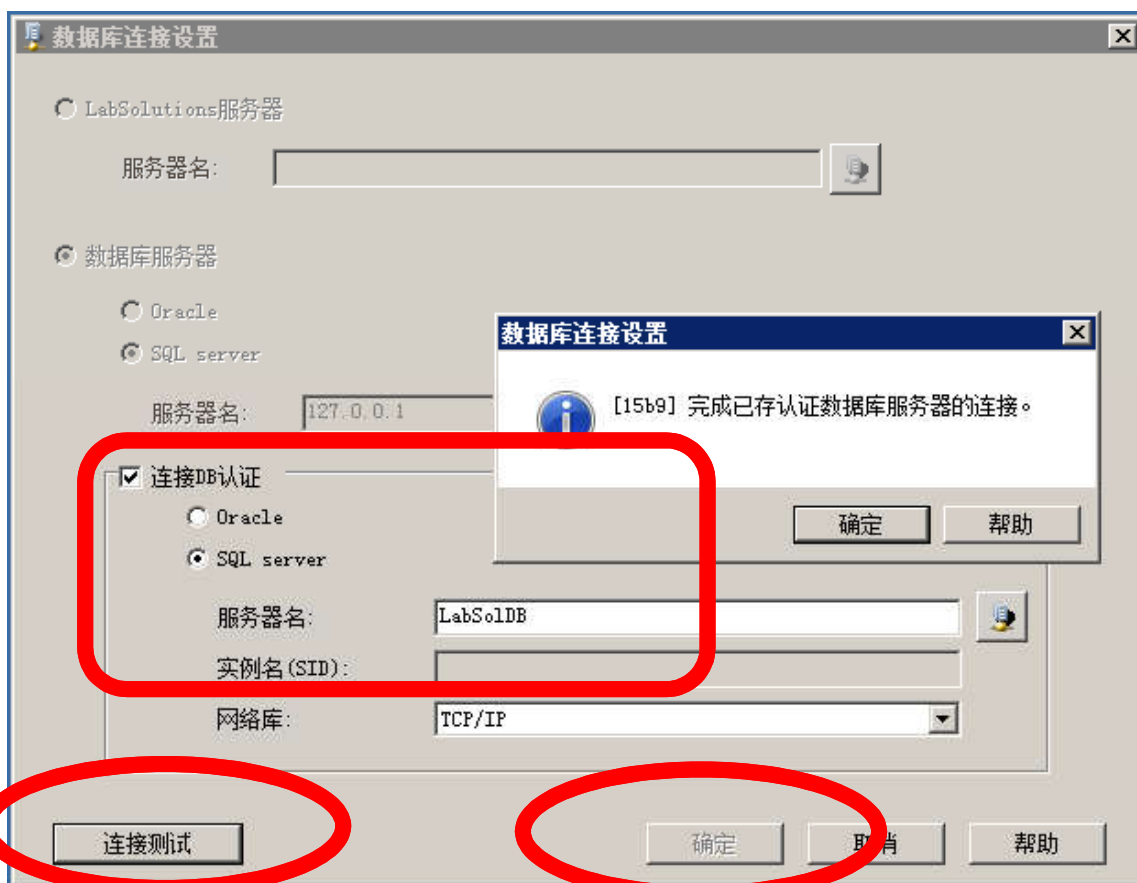 数据库连接设置
LabSolutions服务器
服务器名:
数据库服务器
Oracle
SQL server
服务器名: 127.0.0.1
数据库连接设置
[15b9] 完成已存认证数据库服务器的连接。
确定 帮助
连接DB认证
Oracle
SQL server
服务器名: LabSolDB
实例名(SID):
网络库: TCP/IP
连接测试 确定 取消 帮助